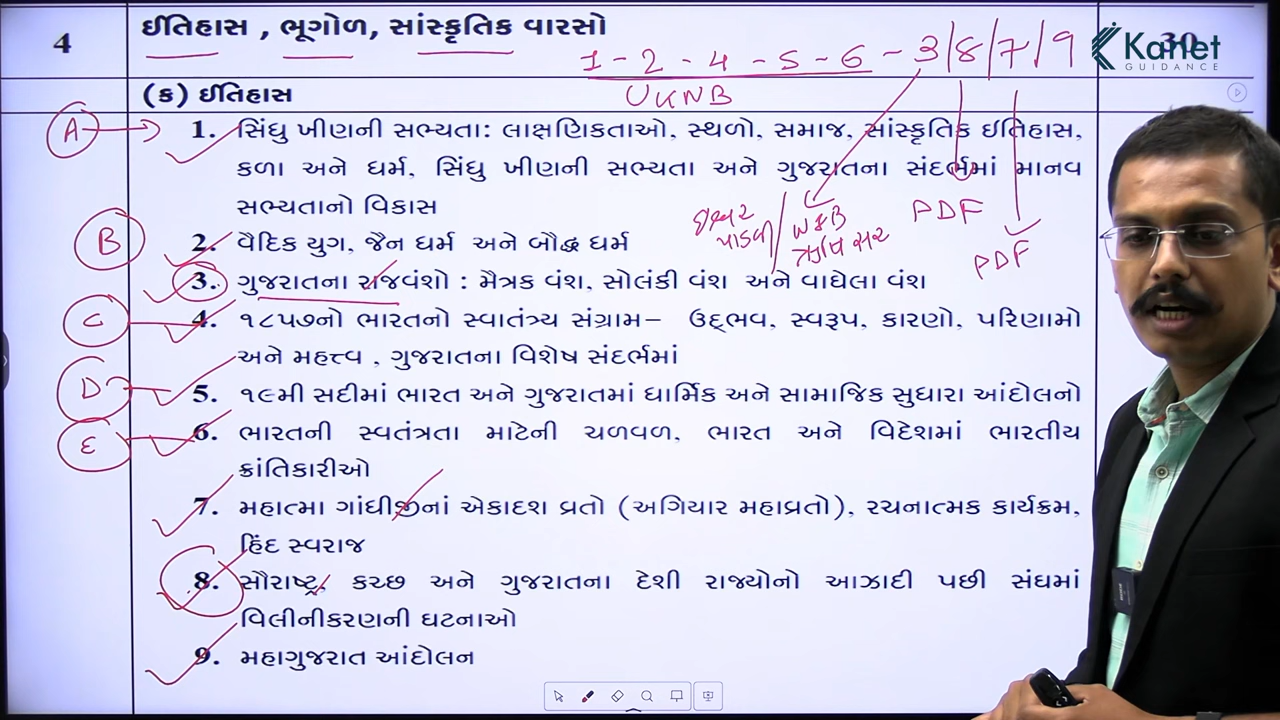 4
ઈતિહાસ , ભૂગોળ, સાંસ્કૃતિક વારસો
30
1 - 2 - 4 - 5 - 6 - 3/8/7/9
Kamet
GUIDANCE
(ક) ઈતિહાસ
UKNB
A
1. સિંધુ ખીણની સભ્યતા: લાક્ષણિકતાઓ, સ્થળો, સમાજ, સાંસ્કૃતિક ઈતિહાસ,
કળા અને ધર્મ, સિંધુ ખીણની સભ્યતા અને ગુજરાતના સંદર્ભમાં માનવ
સભ્યતાનો વિકાસ
PDF
PDF
B
2. વૈદિક યુગ, જૈન ધર્મ અને બૌદ્ધ ધર્મ
3. ગુજરાતના રાજવંશો : મૈત્રક વંશ, સોલંકી વંશ અને વાઘેલા વંશ
C
4. ૧૮૫૭નો ભારતનો સ્વાતંત્ર્ય સંગ્રામ– ઉદ્ભવ, સ્વરૂપ, કારણો, પરિણામો
અને મહત્ત્વ , ગુજરાતના વિશેષ સંદર્ભમાં
D
5. ૧૯મી સદીમાં ભારત અને ગુજરાતમાં ધાર્મિક અને સામાજિક સુધારા આંદોલનો
E
6. ભારતની સ્વતંત્રતા માટેની ચળવળ, ભારત અને વિદેશમાં ભારતીય
ક્રાંતિકારીઓ
7. મહાત્મા ગાંધીજીનાં એકાદશ વ્રતો (અગિયાર મહાવ્રતો), રચનાત્મક કાર્યક્રમ,
હિંદ સ્વરાજ
8. સૌરાષ્ટ્ર, કચ્છ અને ગુજરાતના દેશી રાજ્યોનો આઝાદી પછી સંઘમાં
વિલીનીકરણની ઘટનાઓ
9. મહાગુજરાત આંદોલન